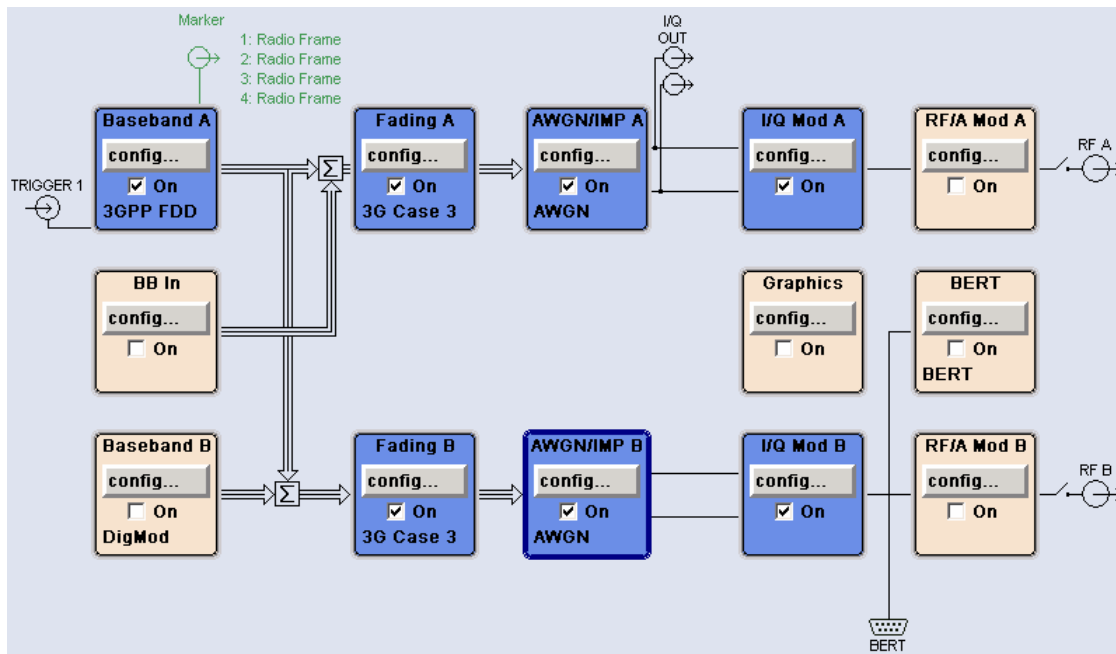 Marker
1: Radio Frame
2: Radio Frame
3: Radio Frame
4: Radio Frame
I/Q
OUT
TRIGGER 1
Baseband A
config...
On
3GPP FDD
Σ
Fading A
config...
On
3G Case 3
AWGN/IMP A
config...
On
AWGN
I/Q Mod A
config...
On
RF/A Mod A
config...
On
RF A
BB In
config...
On
Graphics
config...
On
BERT
config...
On
BERT
Baseband B
config...
On
DigMod
Σ
Fading B
config...
On
3G Case 3
AWGN/IMP B
config...
On
AWGN
I/Q Mod B
config...
On
RF/A Mod B
config...
On
RF B
BERT